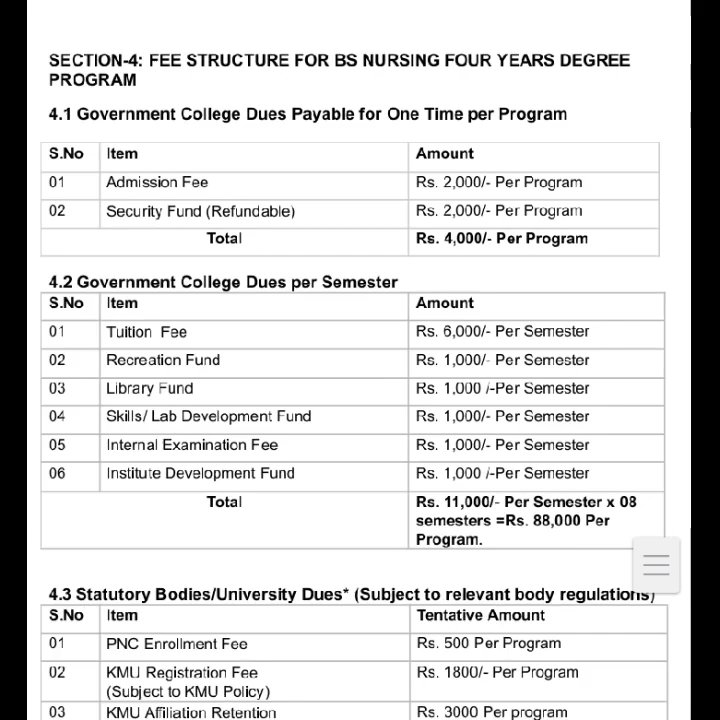 SECTION-4: FEE STRUCTURE FOR BS NURSING FOUR YEARS DEGREE
PROGRAM
4.1 Government College Dues Payable for One Time per Program
S.No Item Amount
01 Admission Fee Rs. 2,000/- Per Program
02 Security Fund (Refundable) Rs. 2,000/- Per Program
Total Rs. 4,000/- Per Program
4.2 Government College Dues per Semester
S.No Item Amount
01 Tuition Fee Rs. 6,000/- Per Semester
02 Recreation Fund Rs. 1,000/- Per Semester
03 Library Fund Rs. 1,000 /-Per Semester
04 Skills/ Lab Development Fund Rs. 1,000/- Per Semester
05 Internal Examination Fee Rs. 1,000/- Per Semester
06 Institute Development Fund Rs. 1,000 /-Per Semester
Total Rs. 11,000/- Per Semester x 08
semesters =Rs. 88,000 Per
Program.
4.3 Statutory Bodies/University Dues* (Subject to relevant body regulations)
S.No Item Tentative Amount
01 PNC Enrollment Fee Rs. 500 Per Program
02 KMU Registration Fee Rs. 1800/- Per Program
(Subject to KMU Policy)
03 KMU Affiliation Retention Rs. 3000 Per program